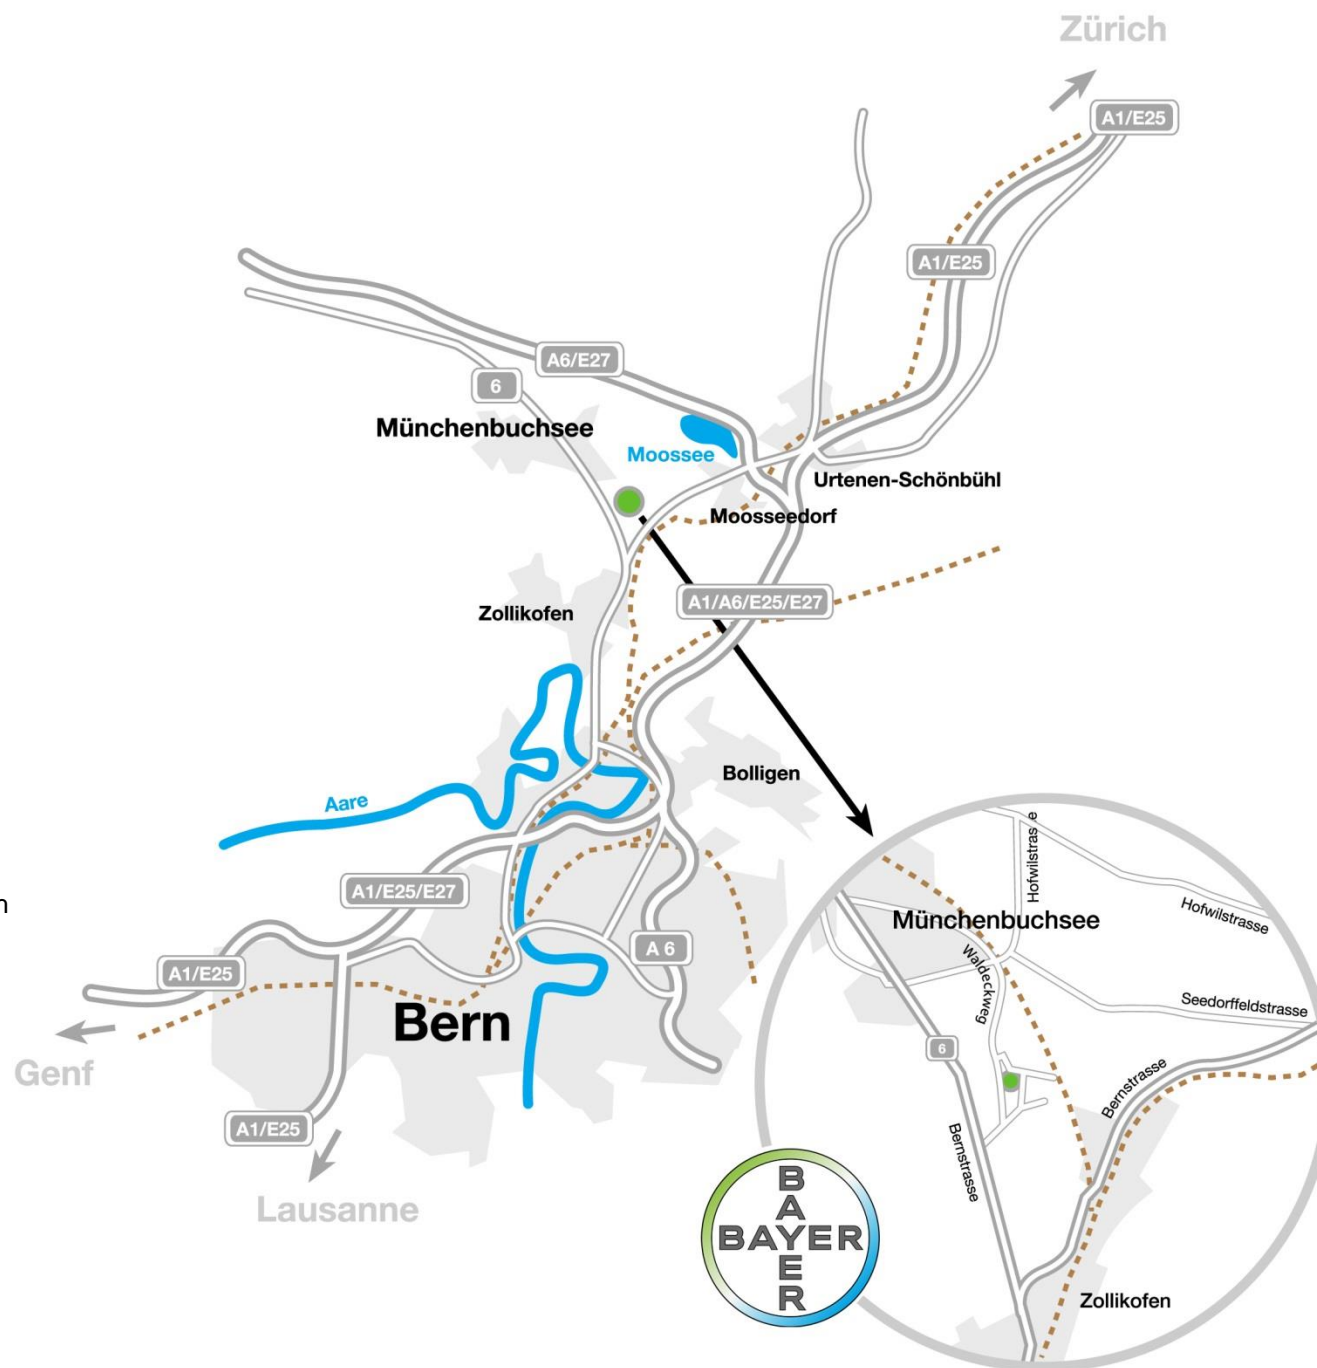 Zürich
A1/E25
A1/E25
A6/E27
6
Münchenbuchsee
Moossee
Urtenen-Schönbühl
Moosseedorf
A1/A6/E25/E27
Zollikofen
Bolligen
Aare
A1/E25/E27
n
A 6
A1/E25
Bern
Genf
A1/E25
Lausanne
Hofwilstrasse
Hofwilstrasse
Münchenbuchsee
Waldeckweg
Seedorffeldstrasse
6
Bernstrasse
Bernstrasse
Zollikofen
BAYER
BAYER